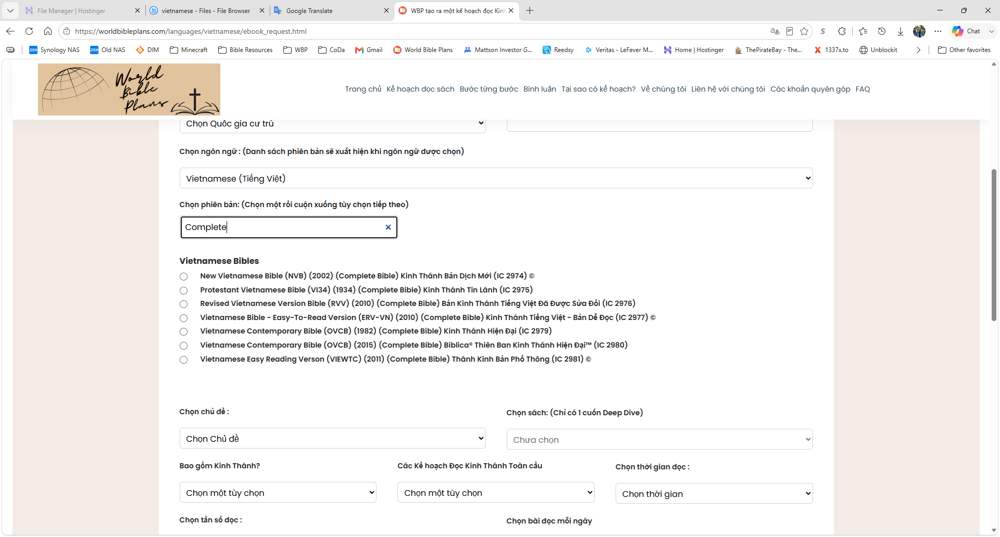 File Manager | Hostinger
vietnamese - Files - File Browser
Google Translate
WBP tạo ra một kế hoạch đọc Kinh
https://worldbibleplans.com/languages/vietnamese/ebook_request.html
Chat
Synology NAS
Old NAS
DIM
Minecraft
Bible Resources
WBP
CoDa
Gmail
World Bible Plans
Mattson Investor G...
Reedsy
Veritas - LeFever M...
Home | Hostinger
ThePirateBay - The...
1337x.to
Unblockit
Other favorites
World
Bible
Plans
Trang chủ Kế hoạch đọc sách Bước từng bước Bình luận Tại sao có kế hoạch? Về chúng tôi Liên hệ với chúng tôi Các khoản quyên góp FAQ
Chọn Quốc gia cư trú
Chọn ngôn ngữ : (Danh sách phiên bản sẽ xuất hiện khi ngôn ngữ được chọn)
Vietnamese (Tiếng Việt)
Chọn phiên bản: (Chọn một rồi cuộn xuống tùy chọn tiếp theo)
Complete
Vietnamese Bibles
New Vietnamese Bible (NVB) (2002) (Complete Bible) Kinh Thánh Bản Dịch Mới (IC 2974) ©
Protestant Vietnamese Bible (VI34) (1934) (Complete Bible) Kinh Thánh Tin Lành (IC 2975)
Revised Vietnamese Version Bible (RVV) (2010) (Complete Bible) Bản Kinh Thánh Tiếng Việt Đã Được Sửa Đổi (IC 2976)
Vietnamese Bible - Easy-To-Read Version (ERV-VN) (2010) (Complete Bible) Kinh Thánh Tiếng Việt - Bản Dễ Đọc (IC 2977) ©
Vietnamese Contemporary Bible (OVCB) (1982) (Complete Bible) Kinh Thánh Hiện Đại (IC 2979)
Vietnamese Contemporary Bible (OVCB) (2015) (Complete Bible) Biblica® Thiên Ban Kinh Thánh Hiện Đại™ (IC 2980)
Vietnamese Easy Reading Verson (VIEWTC) (2011) (Complete Bible) Thánh Kinh Bản Phổ Thông (IC 2981) ©
Chọn chủ đề :
Chọn sách: (Chỉ có 1 cuốn Deep Dive)
Chọn Chủ đề
Chưa chọn
Bao gồm Kinh Thánh?
Các Kế hoạch Đọc Kinh Thánh Toàn cầu
Chọn thời gian đọc :
Chọn một tùy chọn
Chọn một tùy chọn
Chọn thời gian
Chọn tần số đọc :
Chọn bài đọc mỗi ngày